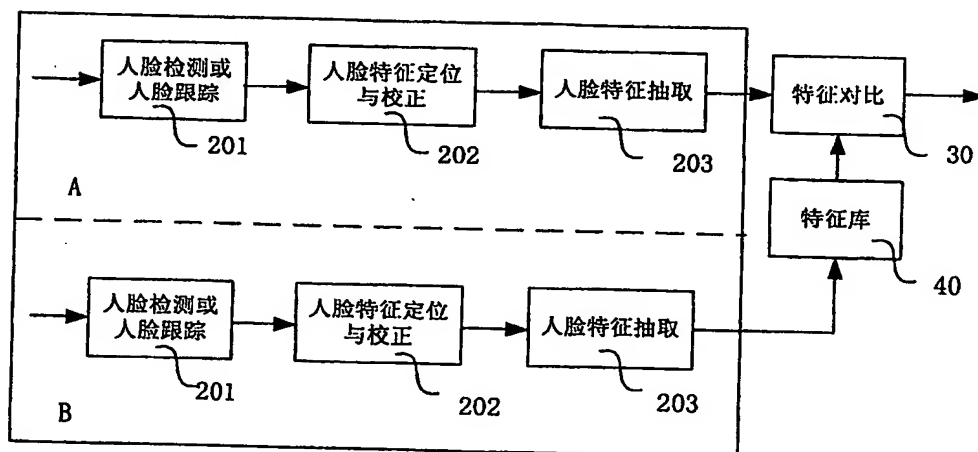 人脸检测或
人脸跟踪
201
人脸特征定位
与校正
202
人脸特征抽取
203
特征对比
30
A
特征库
40
人脸检测或
人脸跟踪
201
人脸特征定位
与校正
202
人脸特征抽取
203
B